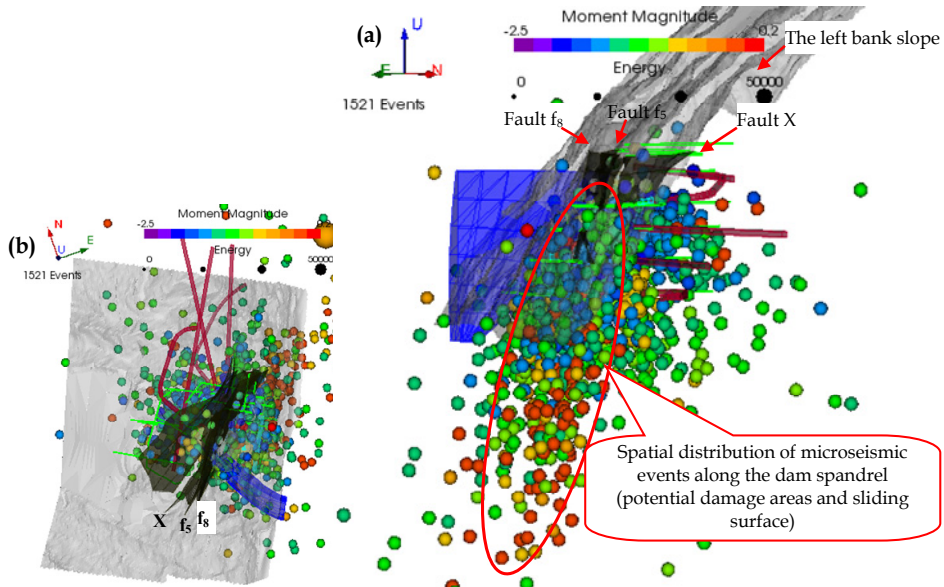 (a)
U
E
N
1521 Events
Moment Magnitude
-2.5
0.2
Energy
0
50000
The left bank slope
Fault f8
Fault f5
Fault X
(b)
N
U
E
1521 Events
Moment Magnitude
-2.5
0.2
Energy
0
50000
X
f5
f8
Spatial distribution of microseismic
events along the dam spandrel
(potential damage areas and sliding
surface)